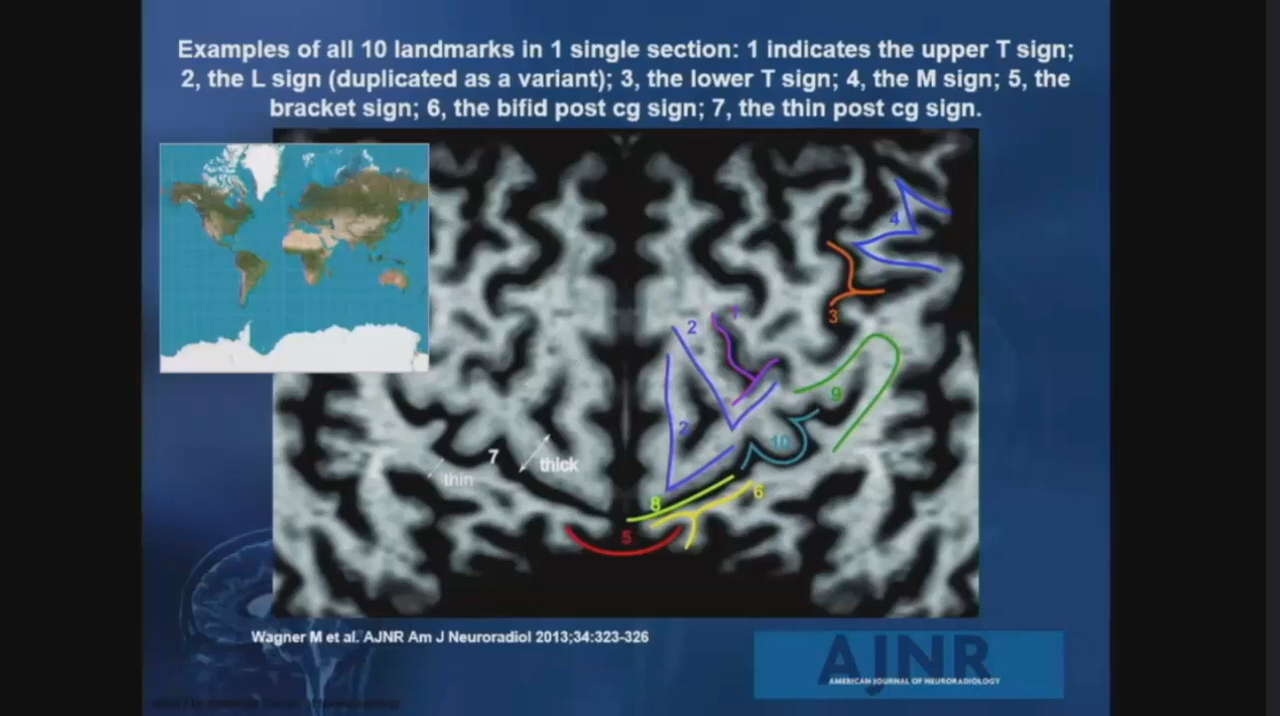 Examples of all 10 landmarks in 1 single section: 1 indicates the upper T sign;
2, the L sign (duplicated as a variant); 3, the lower T sign; 4, the M sign; 5, the
bracket sign; 6, the bifid post cg sign; 7, the thin post cg sign.
4
3
1
2
9
2
10
7
thick
thin
8
6
5
Wagner M et al. AJNR Am J Neuroradiol 2013;34:323-326
AJNR
AMERICAN JOURNAL OF NEURORADIOLOGY